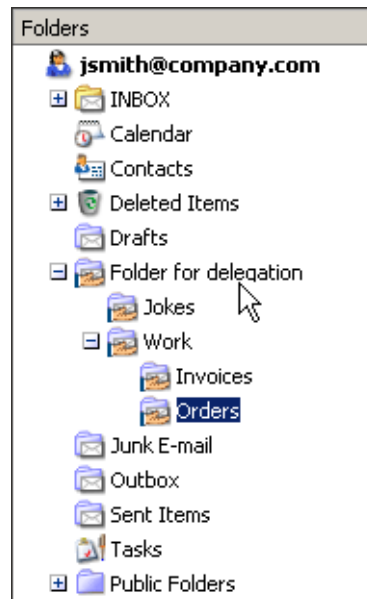 Folders
jsmith@company.com
INBOX
Calendar
Contacts
Deleted Items
Drafts
Folder for delegation
Jokes
Work
Invoices
Orders
Junk E-mail
Outbox
Sent Items
Tasks
Public Folders